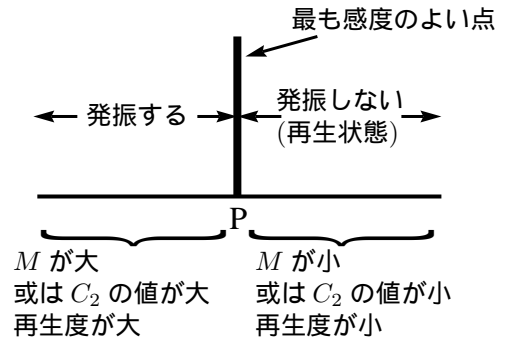 最も感度のよい点
発振する
発振しない
(再生状態)
P
M が大
或は C₂ の値が大
再生度が大
M が小
或は C₂ の値が小
再生度が小